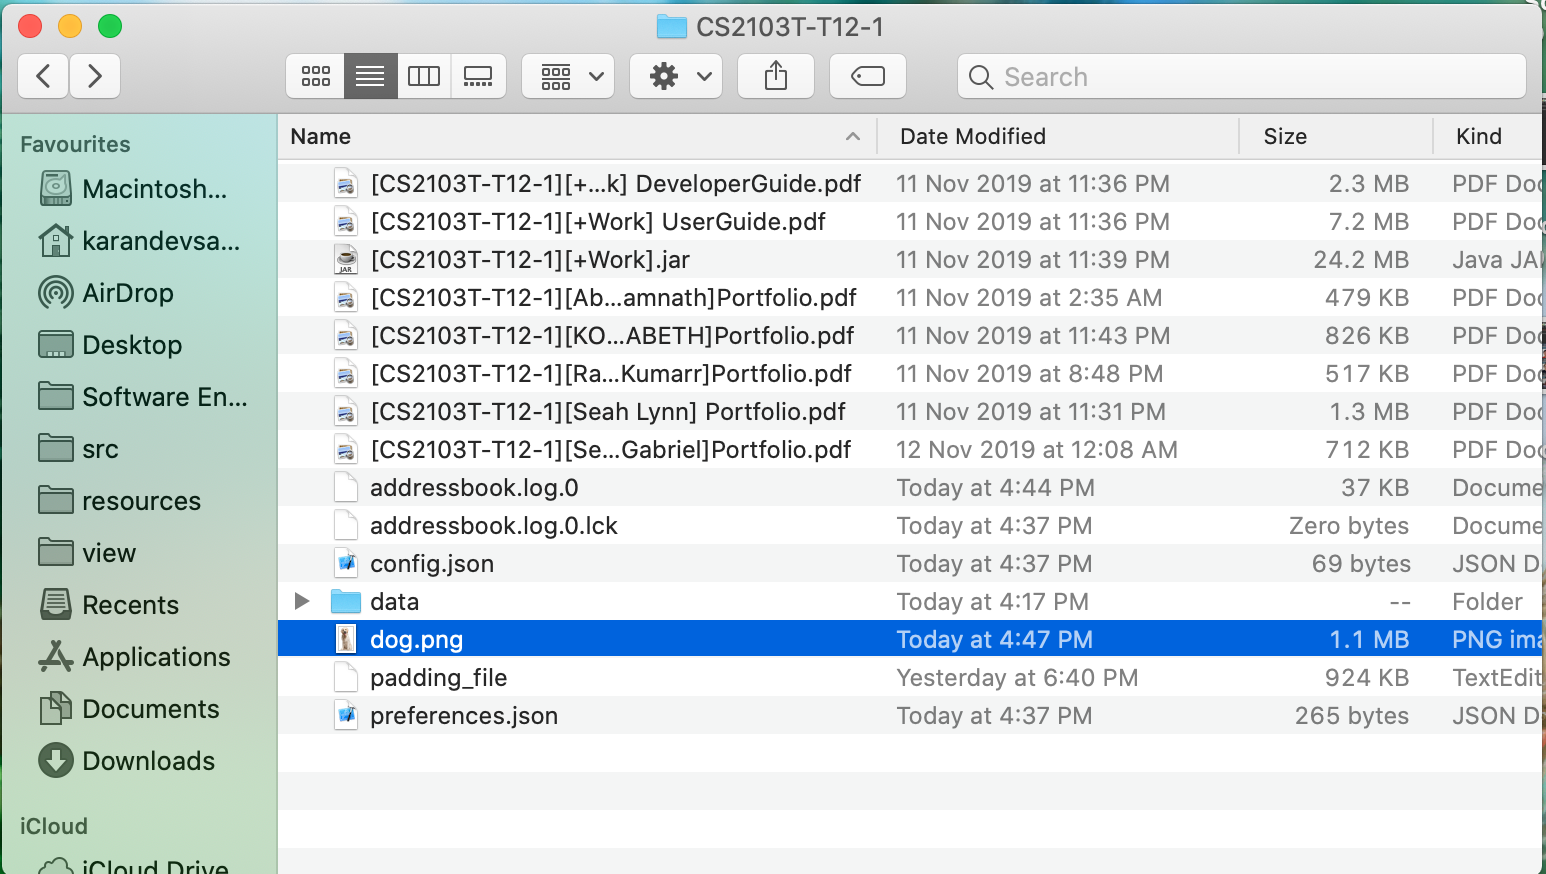 CS2103T-T12-1
Search
Favourites
Macintosh...
karandevsa...
AirDrop
Desktop
Software En...
src
resources
view
Recents
Applications
Documents
Downloads
iCloud
iCloud Drive
Name Date Modified Size Kind
[CS2103T-T12-1][+...k] DeveloperGuide.pdf 11 Nov 2019 at 11:36 PM 2.3 MB PDF Doc
[CS2103T-T12-1][+Work] UserGuide.pdf 11 Nov 2019 at 11:36 PM 7.2 MB PDF Doc
JAR [CS2103T-T12-1][+Work].jar 11 Nov 2019 at 11:39 PM 24.2 MB Java JA
[CS2103T-T12-1][Ab...amnath]Portfolio.pdf 11 Nov 2019 at 2:35 AM 479 KB PDF Doc
[CS2103T-T12-1][KO...ABETH]Portfolio.pdf 11 Nov 2019 at 11:43 PM 826 KB PDF Doc
[CS2103T-T12-1][Ra...Kumarr]Portfolio.pdf 11 Nov 2019 at 8:48 PM 517 KB PDF Doc
[CS2103T-T12-1][Seah Lynn] Portfolio.pdf 11 Nov 2019 at 11:31 PM 1.3 MB PDF Doc
[CS2103T-T12-1][Se...Gabriel]Portfolio.pdf 12 Nov 2019 at 12:08 AM 712 KB PDF Doc
addressbook.log.0 Today at 4:44 PM 37 KB Docume
addressbook.log.0.lck Today at 4:37 PM Zero bytes Docume
config.json Today at 4:37 PM 69 bytes JSON D
data Today at 4:17 PM -- Folder
dog.png Today at 4:47 PM 1.1 MB PNG ima
padding_file Yesterday at 6:40 PM 924 KB TextEdit
preferences.json Today at 4:37 PM 265 bytes JSON D